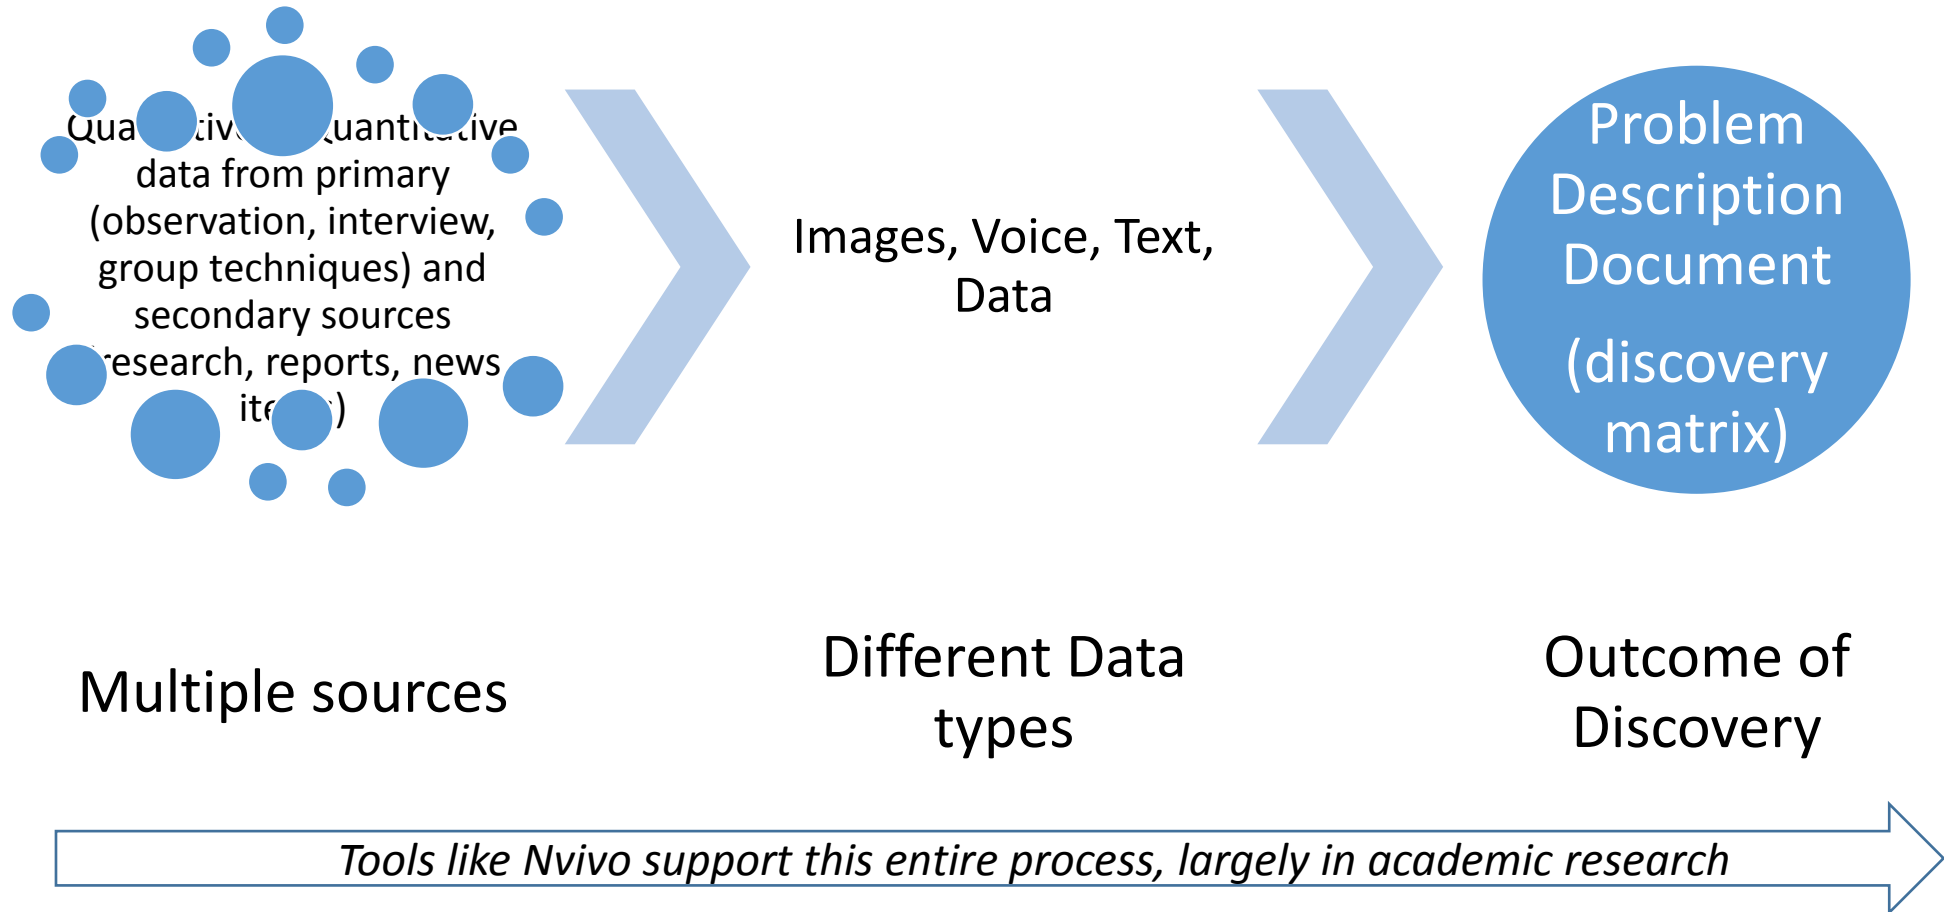 quantitative
data from primary
(observation, interview,
group techniques) and
secondary sources
research, reports, news
Images, Voice, Text,
Data
Problem
Description
Document
(discovery
matrix)
Multiple sources
Different Data
types
Outcome of
Discovery
Tools like Nvivo support this entire process, largely in academic research